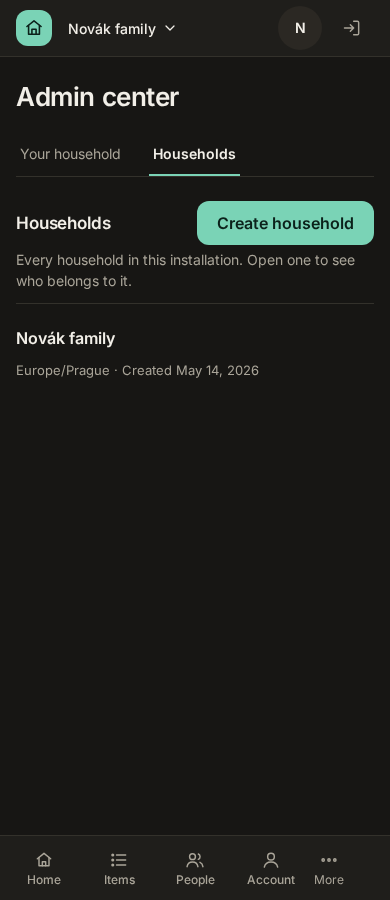 Novák family
N
Admin center
Your household
Households
Households
Create household
Every household in this installation. Open one to see
who belongs to it.
Novák family
Europe/Prague · Created May 14, 2026
Home
Items
People
Account
More